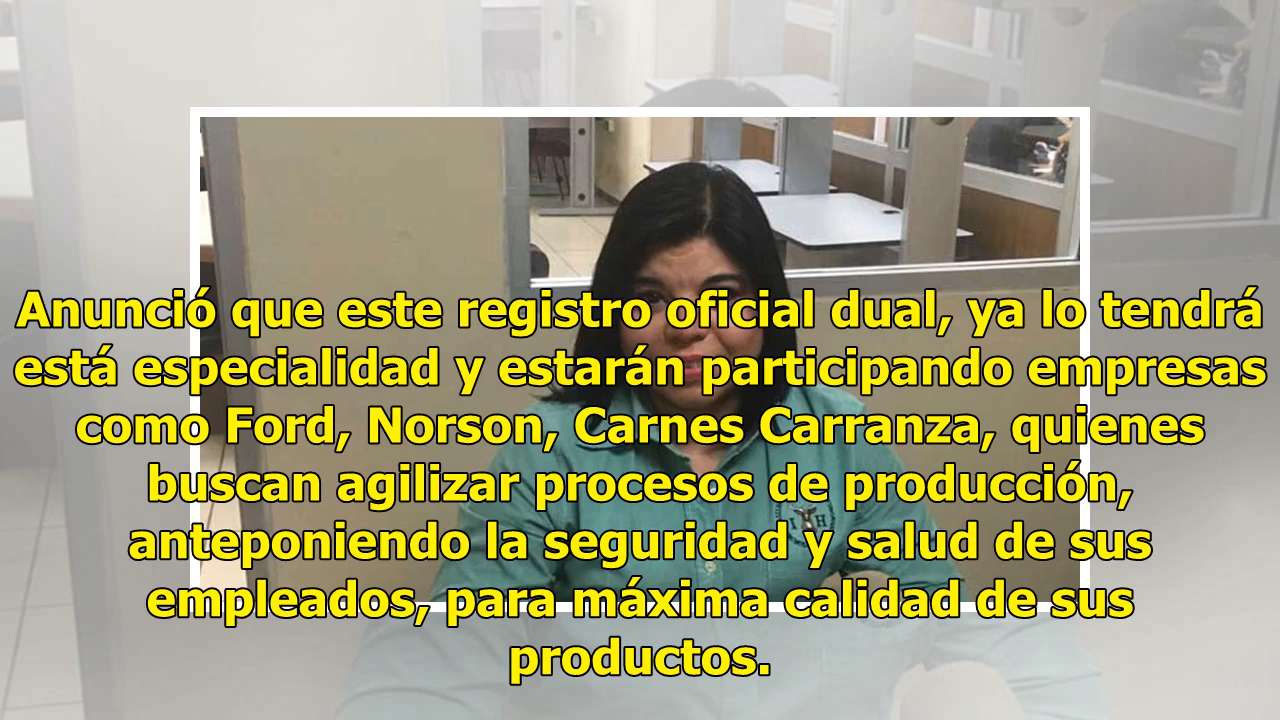 Anunció que este registro oficial dual, ya lo tendrá
está especialidad y estarán participando empresas
como Ford, Norson, Carnes Carranza, quienes
buscan agilizar procesos de producción,
anteponiendo la seguridad y salud de sus
empleados, para máxima calidad de sus
productos.